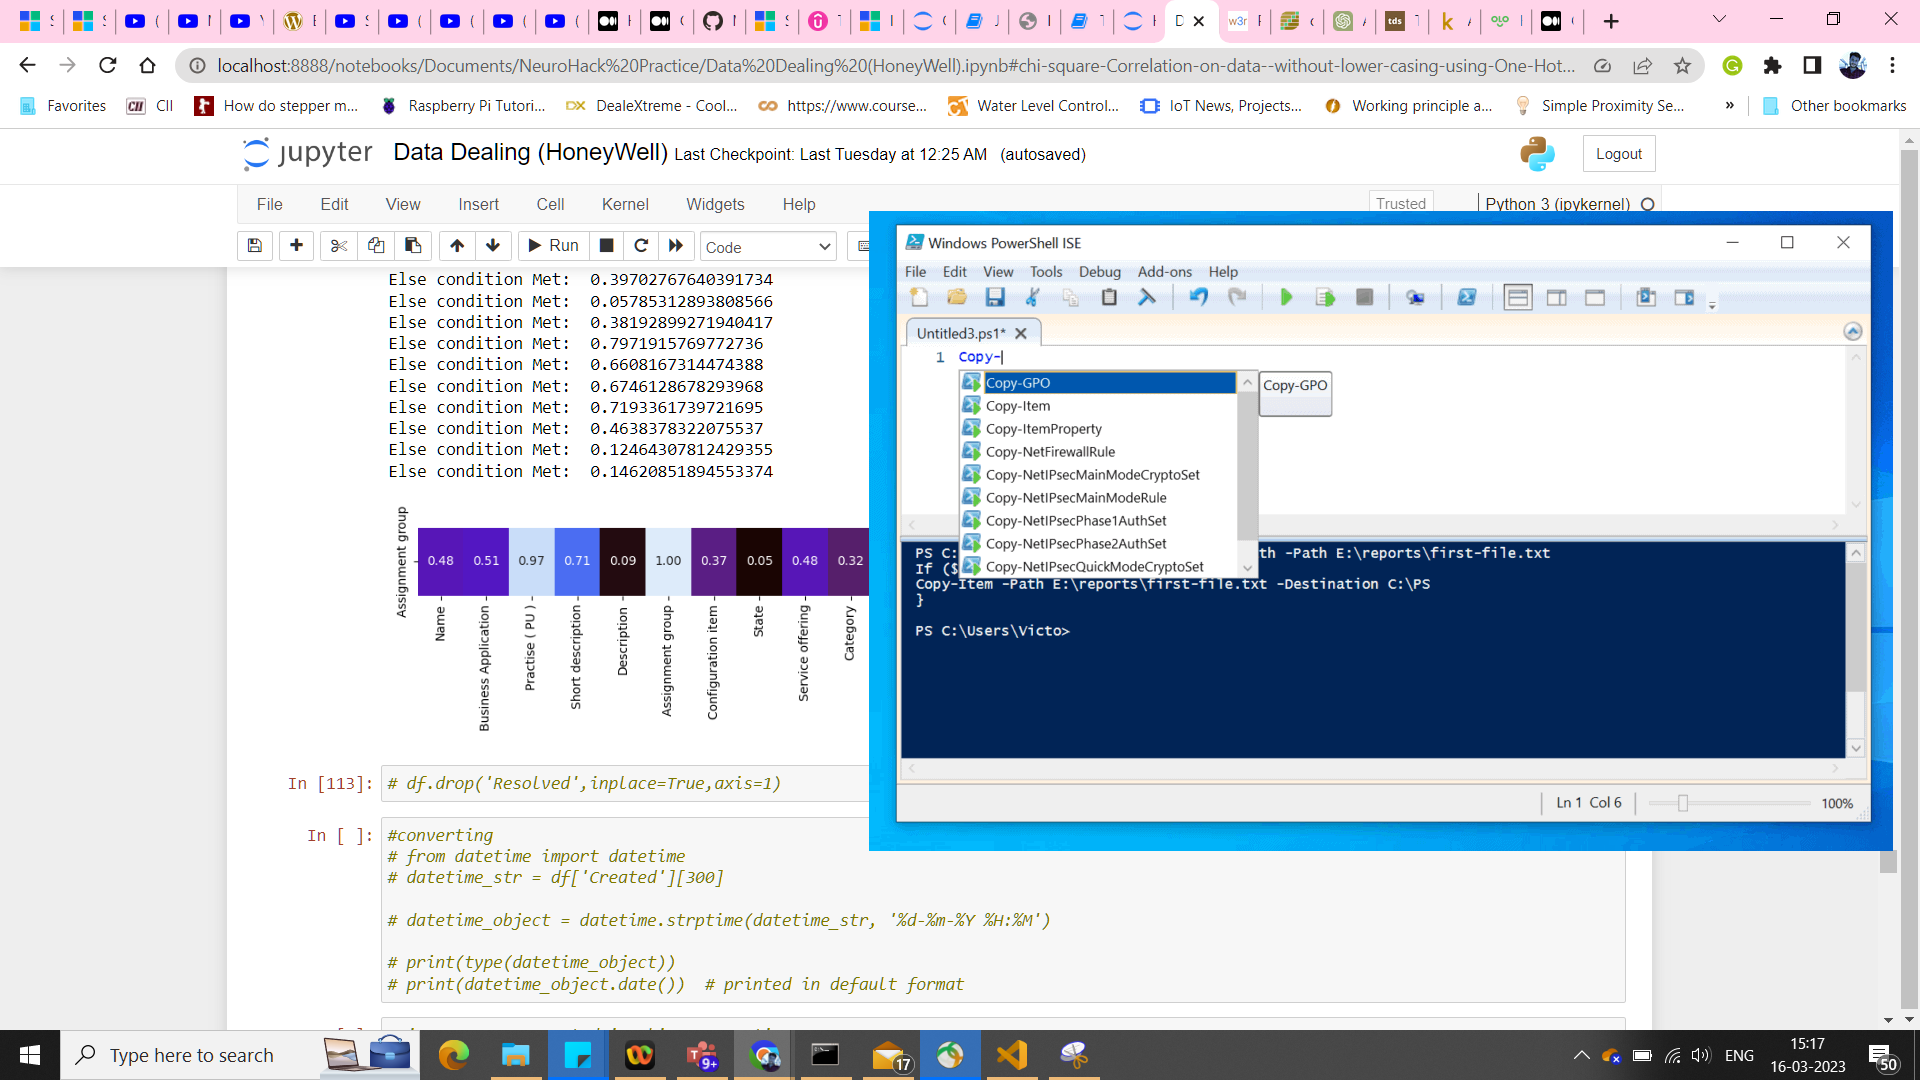 localhost:8888/notebooks/Documents/NeuroHack%20Practice/Data%20Dealing%20(HoneyWell).ipynb#chi-square-Correlation-on-data--without-lower-casing-using-One-Hot...
Favorites
CII
How do stepper m...
Raspberry Pi Tutori...
DealeXtreme - Cool...
https://www.course...
Water Level Control...
IoT News, Projects...
Working principle a...
Simple Proximity Se...
»
Other bookmarks
jupyter Data Dealing (HoneyWell) Last Checkpoint: Last Tuesday at 12:25 AM (autosaved)
Logout
File Edit View Insert Cell Kernel Widgets Help
Trusted
Python 3 (ipykernel)
Run
Code
Else condition Met: 0.39702767640391734
Else condition Met: 0.05785312893808566
Else condition Met: 0.38192899271940417
Else condition Met: 0.7971915769772736
Else condition Met: 0.6608167314474388
Else condition Met: 0.6746128678293968
Else condition Met: 0.7193361739721695
Else condition Met: 0.4638378322075537
Else condition Met: 0.12464307812429355
Else condition Met: 0.14620851894553374
Assignment group
0.48 0.51 0.97 0.71 0.09 1.00 0.37 0.05 0.48 0.32
Name
Business Application
Practise ( PU )
Short description
Description
Assignment group
Configuration item
State
Service offering
Category
In [113]: # df.drop('Resolved',inplace=True,axis=1)
In [ ]: #converting
# from datetime import datetime
# datetime_str = df['Created'][300]
# datetime_object = datetime.strptime(datetime_str, '%d-%m-%Y %H:%M')
# print(type(datetime_object))
# print(datetime_object.date()) # printed in default format
Windows PowerShell ISE
File Edit View Tools Debug Add-ons Help
Untitled3.ps1*
1 Copy-
Copy-GPO
Copy-GPO
Copy-Item
Copy-ItemProperty
Copy-NetFirewallRule
Copy-NetIPsecMainModeCryptoSet
Copy-NetIPsecMainModeRule
Copy-NetIPsecPhase1AuthSet
Copy-NetIPsecPhase2AuthSet
Copy-NetIPsecQuickModeCryptoSet
PS C: th -Path E:\reports\first-file.txt
If ($
Copy-Item -Path E:\reports\first-file.txt -Destination C:\PS
}
PS C:\Users\Victo>
Ln 1 Col 6
100%
Type here to search
9+
17
ENG
15:17
16-03-2023
50